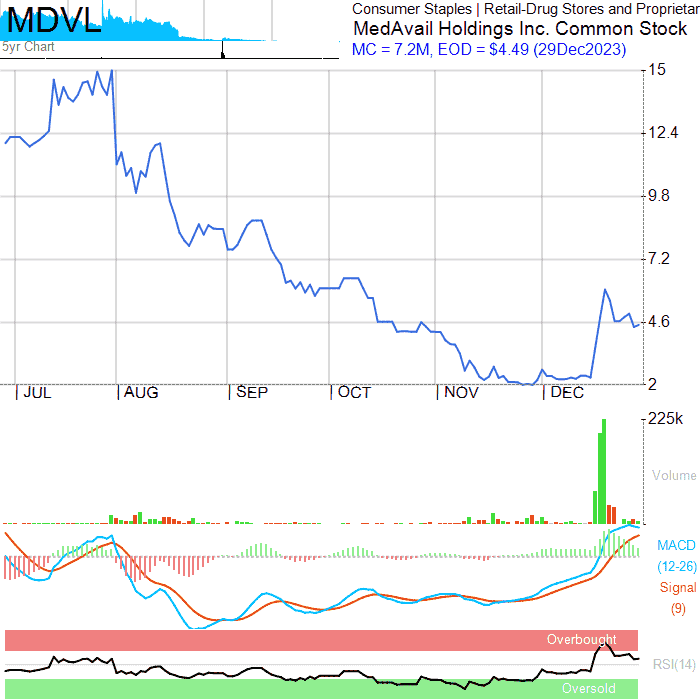 MDVL
5yr Chart
Consumer Staples | Retail-Drug Stores and Proprietar
MedAvail Holdings Inc. Common Stock
MC = 7.2M, EOD = $4.49 (29Dec2023)
15
12.4
9.8
7.2
4.6
2
JUL AUG SEP OCT NOV DEC
225k
Volume
MACD
(12-26)
Signal
(9)
Overbought
RSI(14)
Oversold